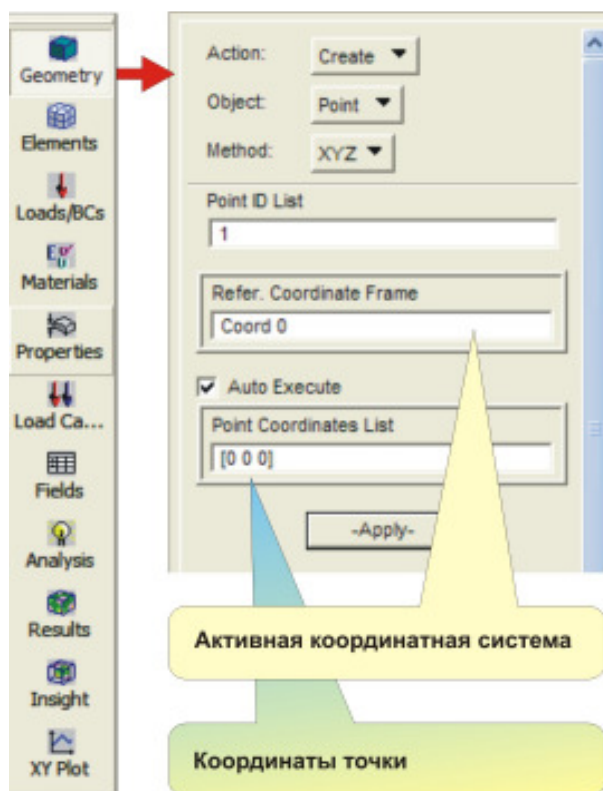 Geometry
Elements
Loads/BCs
Materials
Properties
Load Ca...
Fields
Analysis
Results
Insight
XY Plot
Action: Create
Object: Point
Method: XYZ
Point ID List
1
Refer. Coordinate Frame
Coord 0
Auto Execute
Point Coordinates List
[0 0 0]
-Apply-
Активная координатная система
Координаты точки